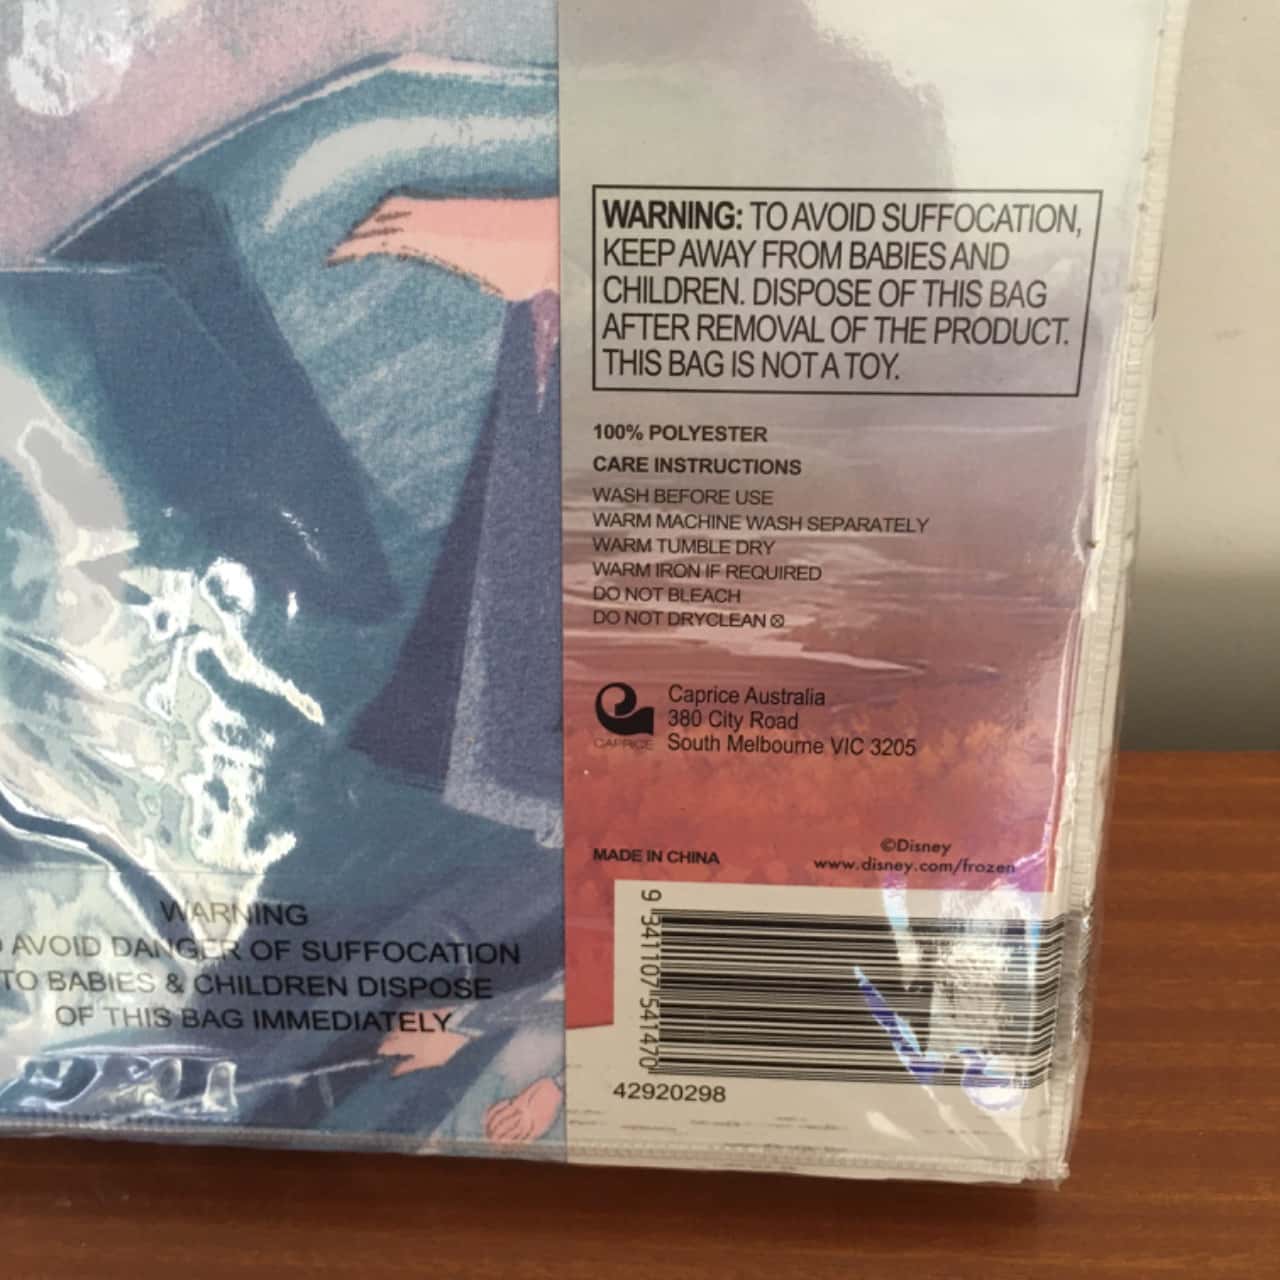 WARNING: TO AVOID SUFFOCATION,
KEEP AWAY FROM BABIES AND
CHILDREN. DISPOSE OF THIS BAG
AFTER REMOVAL OF THE PRODUCT.
THIS BAG IS NOT A TOY.
100% POLYESTER
CARE INSTRUCTIONS
WASH BEFORE USE
WARM MACHINE WASH SEPARATELY
WARM TUMBLE DRY
WARM IRON IF REQUIRED
DO NOT BLEACH
DO NOT DRYCLEAN
CAPRICE
Caprice Australia
380 City Road
South Melbourne VIC 3205
MADE IN CHINA
©Disney
www.disney.com/frozen
9 341107 541470
42920298
WARNING
AVOID DANGER OF SUFFOCATION
TO BABIES & CHILDREN DISPOSE
OF THIS BAG IMMEDIATELY